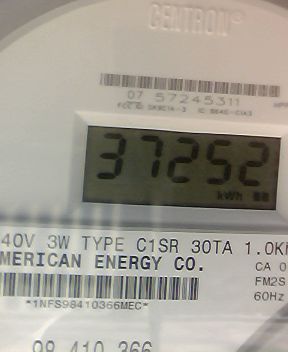 CENTRON®
07 57245311
37252
kWh
40V 3W TYPE C1SR 30TA 1.0K
MERICAN ENERGY CO.
CA 0
FM2S
60Hz
*1NFS98410366MEC*
98 410 366